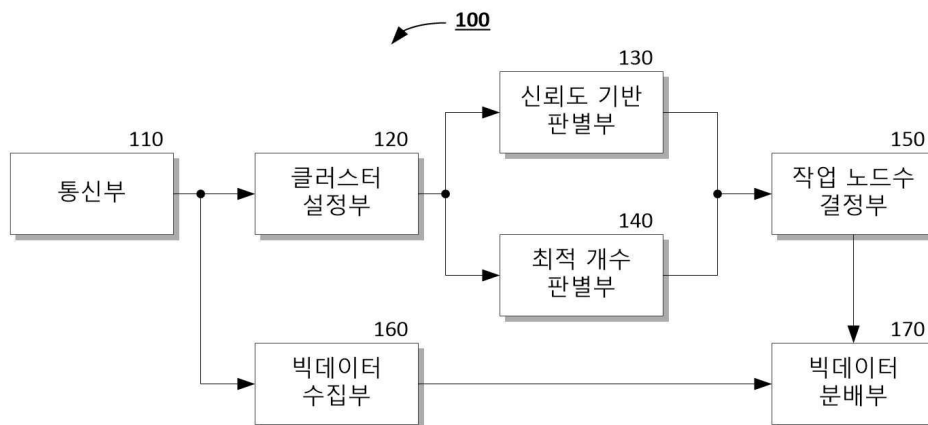 100
130
신뢰도 기반
판별부
110
120
150
통신부
클러스터
설정부
작업 노드수
결정부
140
최적 개수
판별부
160
170
빅데이터
수집부
빅데이터
분배부